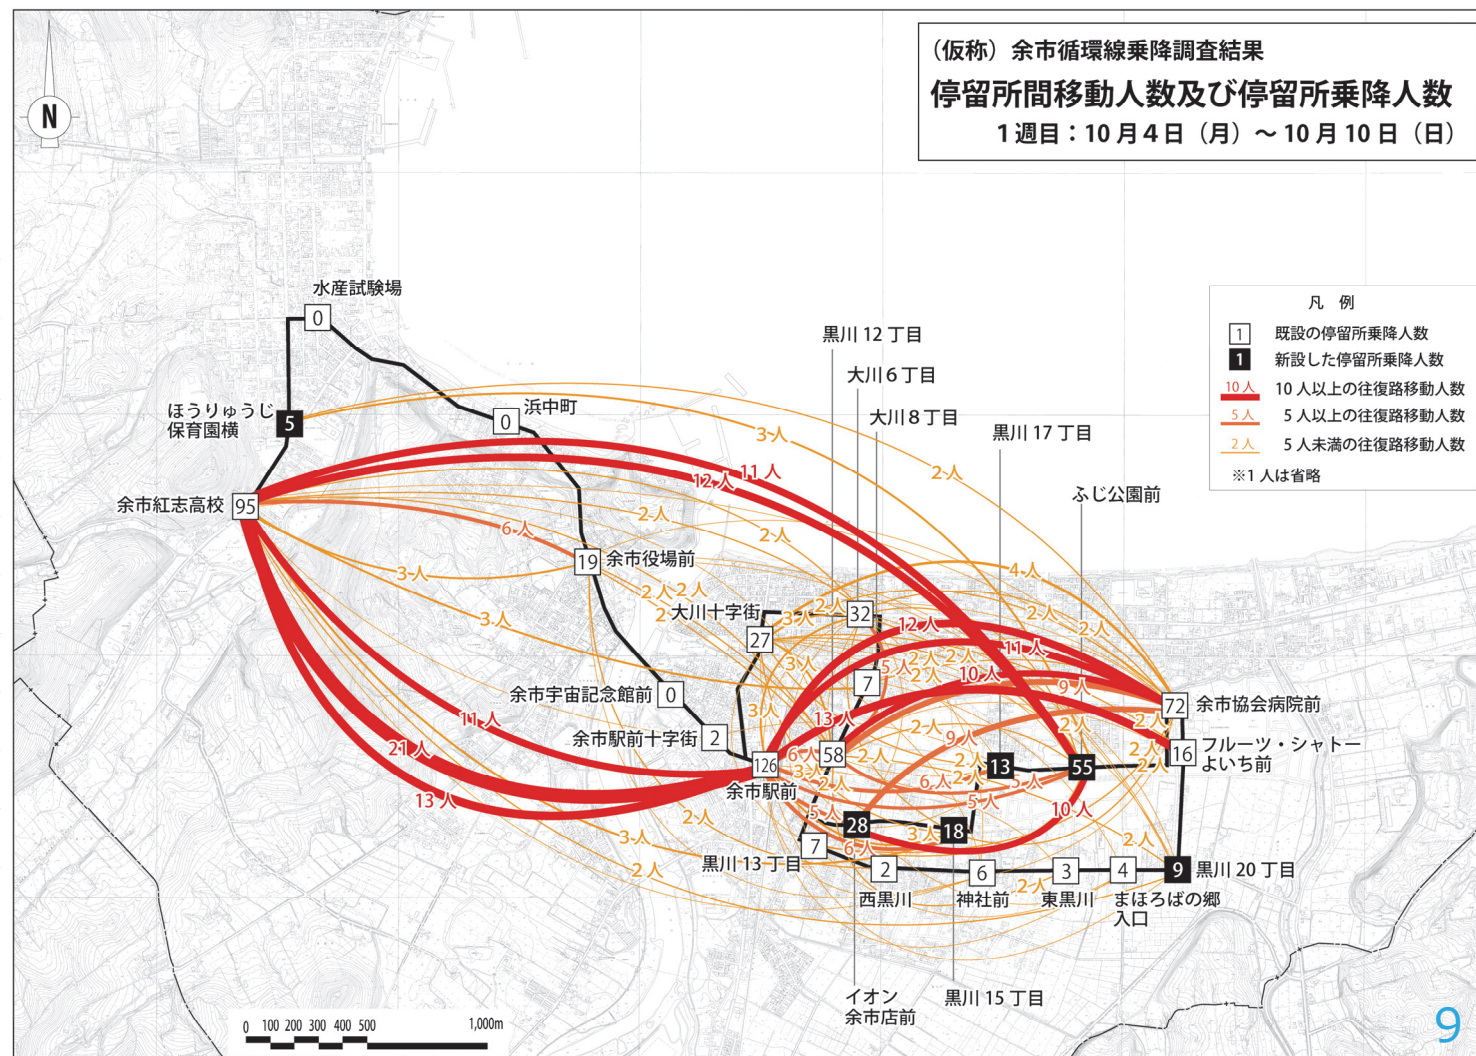 (仮称)余市循環線乗降調査結果
停留所間移動人数及び停留所乗降人数
1週目:10月4日(月)~10月10日(日)
N
凡 例
1 既設の停留所乗降人数
1 新設した停留所乗降人数
10人 10人以上の往復路移動人数
5人 5人以上の往復路移動人数
2人 5人未満の往復路移動人数
※1人は省略
水産試験場
0
ほうりゅうじ
保育園横
5
浜中町
0
余市紅志高校
95
余市役場前
19
大川十字街
27
余市宇宙記念館前
0
余市駅前十字街
2
余市駅前
126
黒川12丁目
58
大川6丁目
32
大川8丁目
7
黒川17丁目
13
ふじ公園前
55
余市協会病院前
72
フルーツ・シャトー
よいち前
16
黒川13丁目
7
イオン
余市店前
28
黒川15丁目
18
西黒川
2
神社前
6
東黒川
3
まほろばの郷
入口
4
黒川20丁目
9
3人
2人
11人
12人
6人
2人
2人
3人
3人
2人
2人
2
3人
2人
4人
2人
2人
12人
11人
5人
2人
2人
2人
10人
9人
3人
3人
13人
2人
9人
2人
2人
2人
2人
2人
6人
3人
2人
6人
2人
5人
5人
10人
5人
6人
3人
2人
2人
11人
21人
13人
2人
3人
2人
0 100 200 300 400 500 1,000m
9